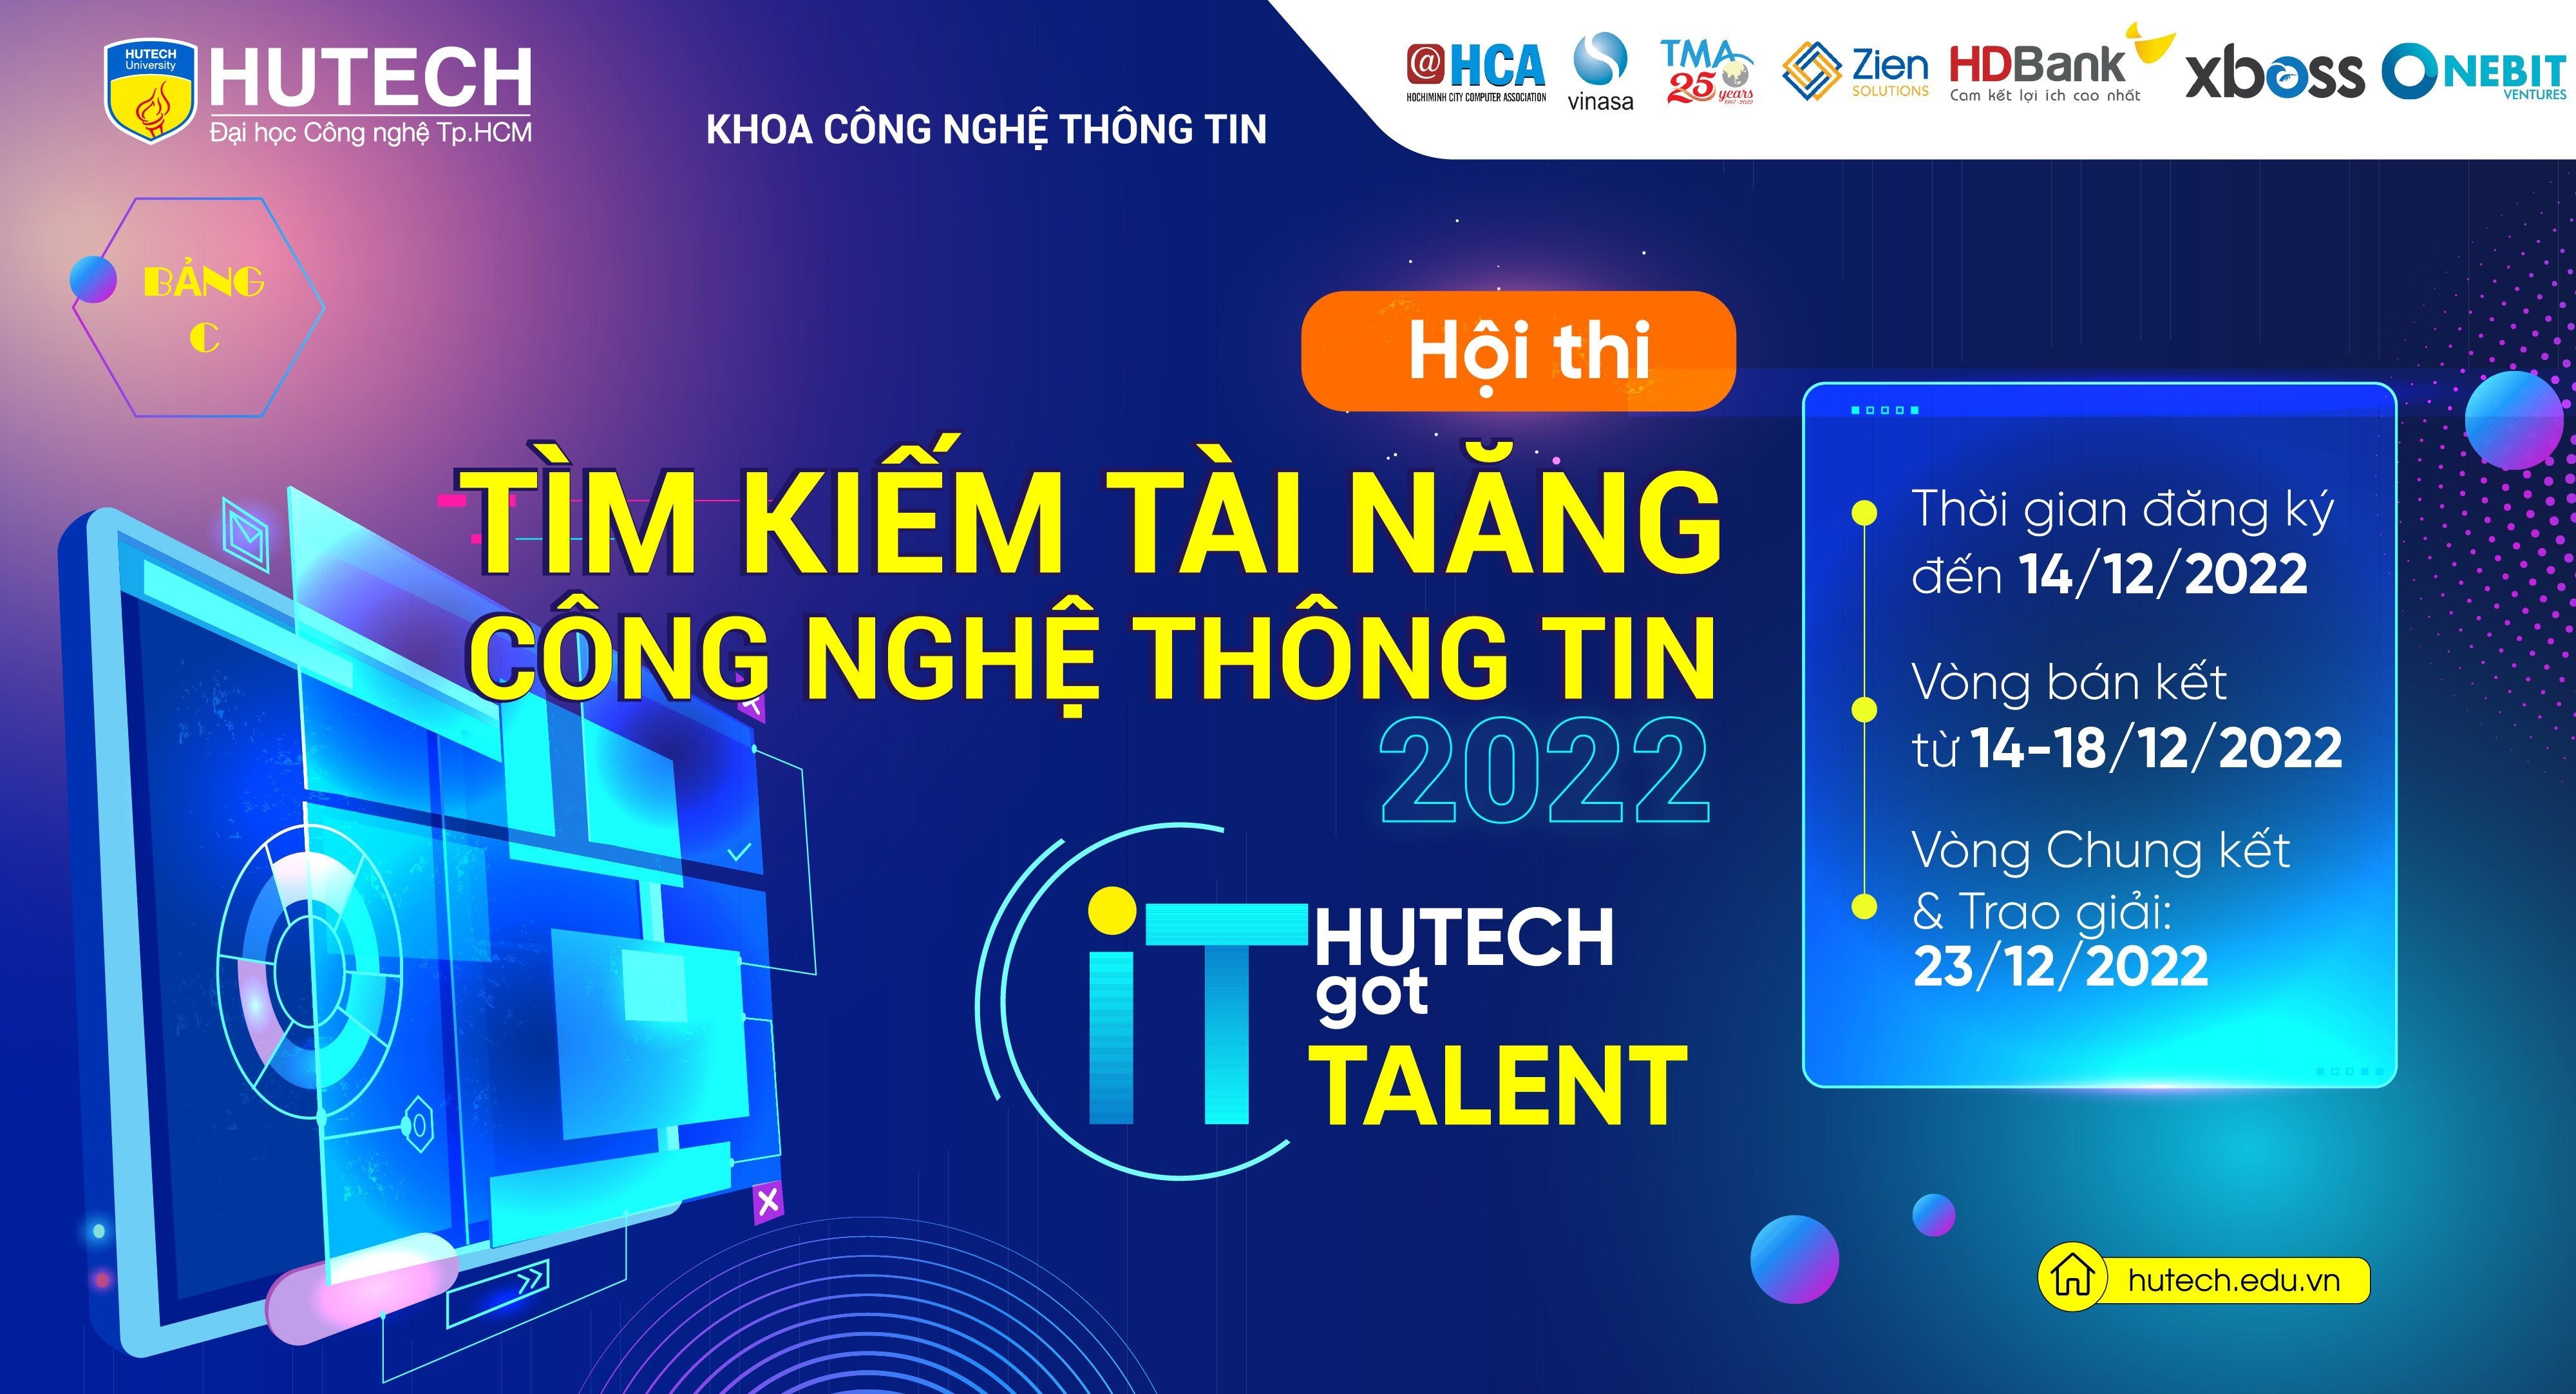 HUTECH
University
HUTECH
Đại học Công nghệ Tp.HCM
KHOA CÔNG NGHỆ THÔNG TIN
@HCA
HOCHIMINH CITY COMPUTER ASSOCIATION
vinasa
TMA
25 years
1997-2022
Zien
SOLUTIONS
HDBank
Cam kết lợi ích cao nhất
xboss
ONEBIT
VENTURES
BẢNG
C
Hội thi
TÌM KIẾM TÀI NĂNG
CÔNG NGHỆ THÔNG TIN
2022
iT HUTECH
got
TALENT
Thời gian đăng ký
đến 14/12/2022
Vòng bán kết
từ 14-18/12/2022
Vòng Chung kết
& Trao giải:
23/12/2022
hutech.edu.vn